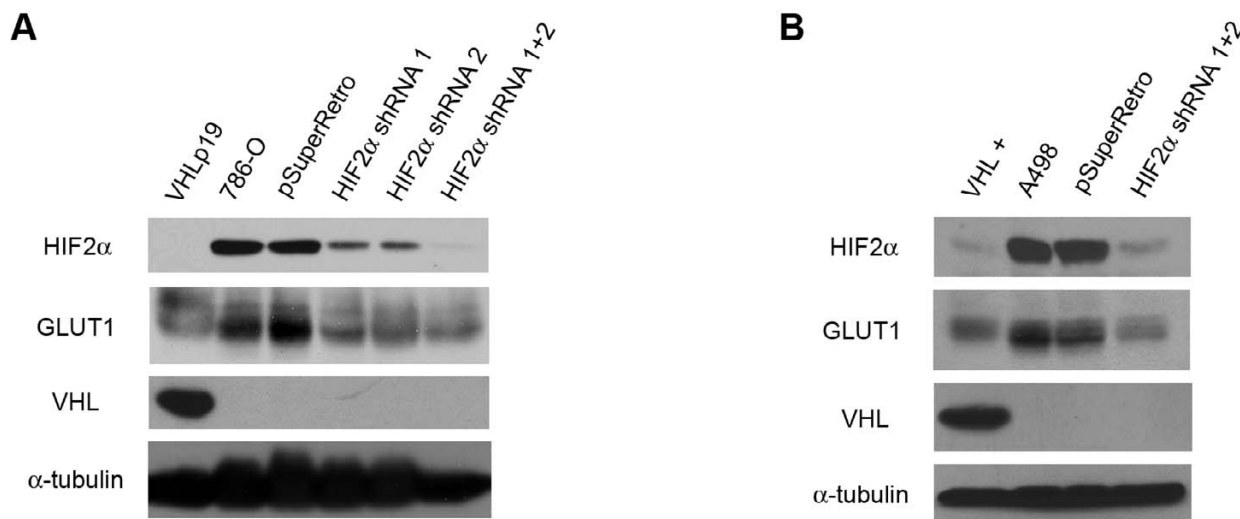 A
VHLp19
786-O
pSuperRetro
HIF2α shRNA 1
HIF2α shRNA 2
HIF2α shRNA 1+2
HIF2α
GLUT1
VHL
α-tubulin
B
VHL +
A498
pSuperRetro
HIF2α shRNA 1+2
HIF2α
GLUT1
VHL
α-tubulin